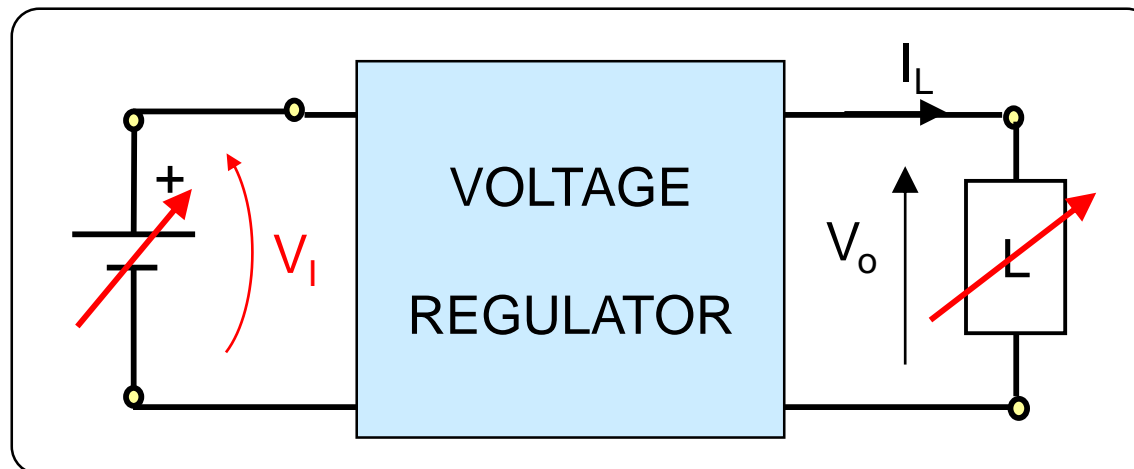 I_L
+
VOLTAGE
V_I
V_o
L
REGULATOR